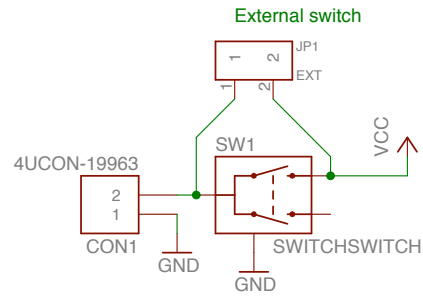 External switch
JP1
1 2
EXT
1 2
SW1
VCC
4UCON-19963
2
1
CON1
GND
SWITCHSWITCH
GND